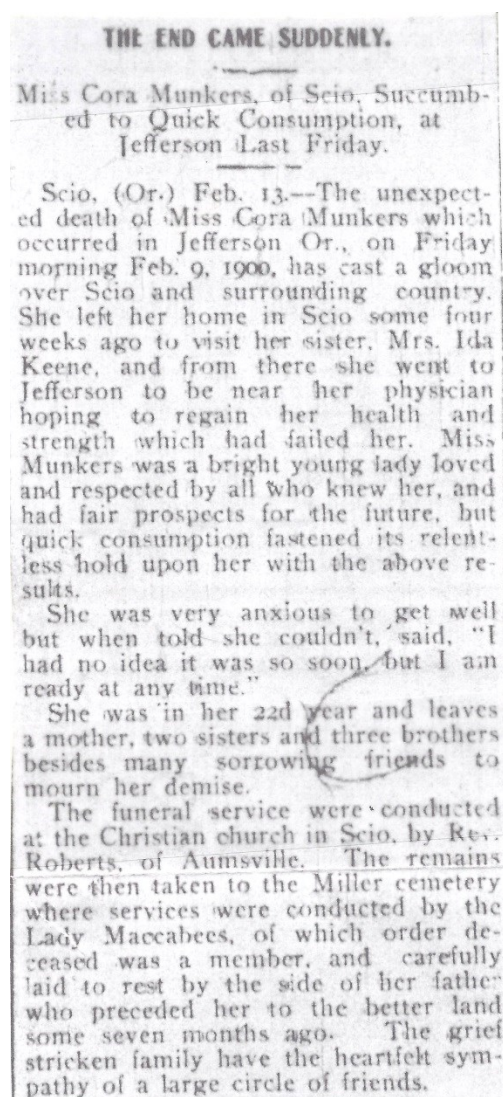 THE END CAME SUDDENLY.
Miss Cora Munkers, of Scio, Succumb-
ed to Quick Consumption, at
Jefferson Last Friday.
Scio, (Or.) Feb. 13.—The unexpect-
ed death of Miss Cora Munkers which
occurred in Jefferson Or., on Friday
morning Feb. 9, 1900, has cast a gloom
over Scio and surrounding country.
She left her home in Scio some four
weeks ago to visit her sister, Mrs. Ida
Keene, and from there she went to
Jefferson to be near her physician
hoping to regain her health and
strength which had failed her. Miss
Munkers was a bright young lady loved
and respected by all who knew her, and
had fair prospects for the future, but
quick consumption fastened its relent-
less hold upon her with the above re-
sults.
She was very anxious to get well
but when told she couldn't, said, "I
had no idea it was so soon, but I am
ready at any time."
She was in her 22d year and leaves
a mother, two sisters and three brothers
besides many sorrowing friends to
mourn her demise.
The funeral service were conducted
at the Christian church in Scio, by Rev.
Roberts, of Aumsville. The remains
were then taken to the Miller cemetery
where services were conducted by the
Lady Maccabees, of which order de-
ceased was a member, and carefully
laid to rest by the side of her father
who preceded her to the better land
some seven months ago. The grief
stricken family have the heartfelt sym-
pathy of a large circle of friends.